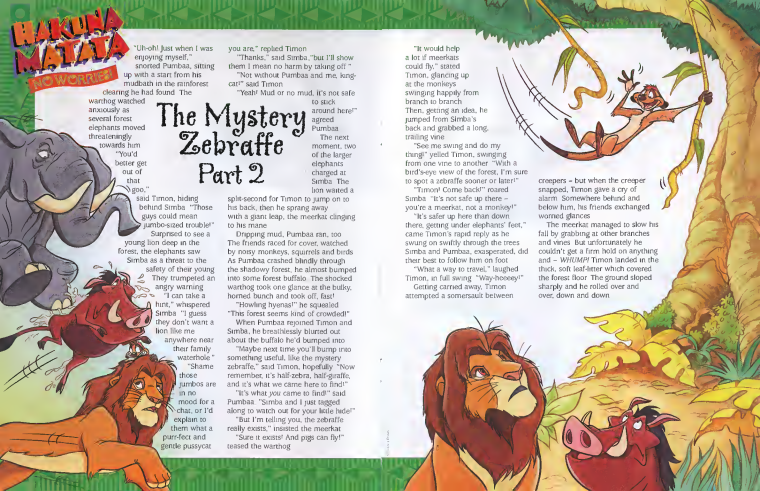 HAKUNA
MATATA
NO WORRIES!
"Uh-oh! Just when I was
enjoying myself,"
snorted Pumbaa, sitting
up with a start from his
mudbath in the rainforest
clearing he had found The
warthog watched
anxiously as
several forest
elephants moved
threateningly
towards him
"You'd
better get
out of
that
goo,"
said Timon, hiding
behind Simba "Those
guys could mean
jumbo-sized trouble!"
Surprised to see a
young lion deep in the
forest, the elephants saw
Simba as a threat to the
safety of their young
They trumpeted an
angry warning
"I can take a
hint," whispered
Simba "I guess
they don't want a
lion like me
anywhere near
their family
waterhole"
"Shame
those
jumbos are
in no
mood for a
chat, or I'd
explain to
them what a
purr-fect and
gentle pussycat
The Mystery
Zebraffe
Part 2
you are," replied Timon
"Thanks," said Simba, "but I'll show
them I mean no harm by taking off"
"Not without Pumbaa and me, king-
cat!" said Timon
"Yeah! Mud or no mud, it's not safe
to stick
around here!"
agreed
Pumbaa
The next
moment, two
of the larger
elephants
charged at
Simba The
lion waited a
split-second for Timon to jump on to
his back, then he sprang away
with a giant leap, the meerkat clinging
to his mane
Dripping mud, Pumbaa ran, too
The friends raced for cover, watched
by noisy monkeys, squirrels and birds
As Pumbaa crashed blindly through
the shadowy forest, he almost bumped
into some forest buffalo The shocked
warthog took one glance at the bulky,
horned bunch and took off, fast!
"Howling hyenas!" he squealed
"This forest seems kind of crowded!"
When Pumbaa rejoined Timon and
Simba, he breathlessly blurted out
about the buffalo he'd bumped into
"Maybe next time you'll bump into
something useful, like the mystery
zebraffe," said Timon, hopefully "Now
remember, it's half-zebra, half-giraffe,
and it's what we came here to find!"
"It's what you came to find!" said
Pumbaa "Simba and I just tagged
along to watch out for your little hide!"
"But I'm telling you, the zebraffe
really exists," insisted the meerkat
"Sure it exists! And pigs can fly!"
teased the warthog
"It would help
a lot if meerkats
could fly," stated
Timon, glancing up
at the monkeys
swinging happily from
branch to branch
Then, getting an idea, he
jumped from Simba's
back and grabbed a long,
trailing vine
"See me swing and do my
thing!" yelled Timon, swinging
from one vine to another "With a
bird's-eye view of the forest, I'm sure
to spot a zebraffe sooner or later!"
"Timon! Come back!" roared
Simba "It's not safe up there –
you're a meerkat, not a monkey!"
"It's safer up here than down
there, getting under elephants' feet,"
came Timon's rapid reply as he
swung on swiftly through the trees
Simba and Pumbaa, exasperated, did
their best to follow him on foot
"What a way to travel," laughed
Timon, in full swing "Way-hooey!"
Getting carried away, Timon
attempted a somersault between
creepers – but when the creeper
snapped, Timon gave a cry of
alarm Somewhere behind and
below him, his friends exchanged
worried glances
The meerkat managed to slow his
fall by grabbing at other branches
and vines But unfortunately he
couldn't get a firm hold on anything
and – WHUMP! Timon landed in the
thick, soft leaf-litter which covered
the forest floor The ground sloped
sharply and he rolled over and
over, down and down